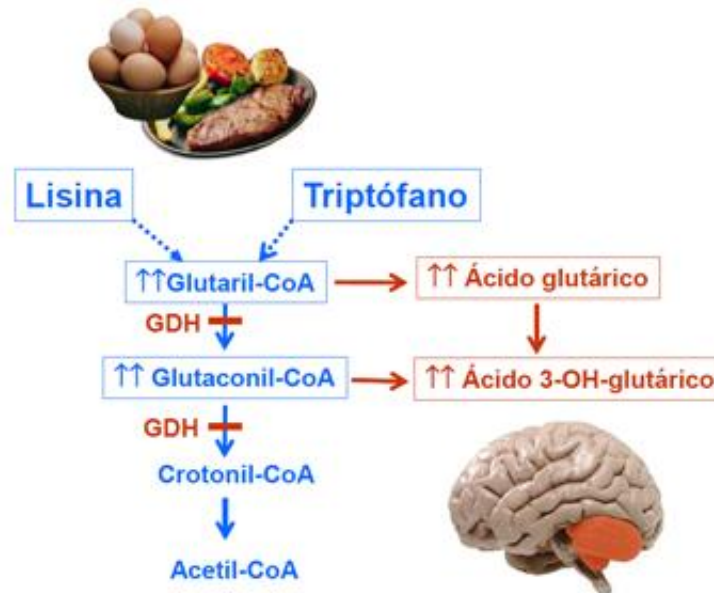 Lisina
Triptófano
↑↑Glutaril-CoA
↑↑ Ácido glutárico
GDH
↑↑ Glutaconil-CoA
↑↑ Ácido 3-OH-glutárico
GDH
Crotonil-CoA
Acetil-CoA